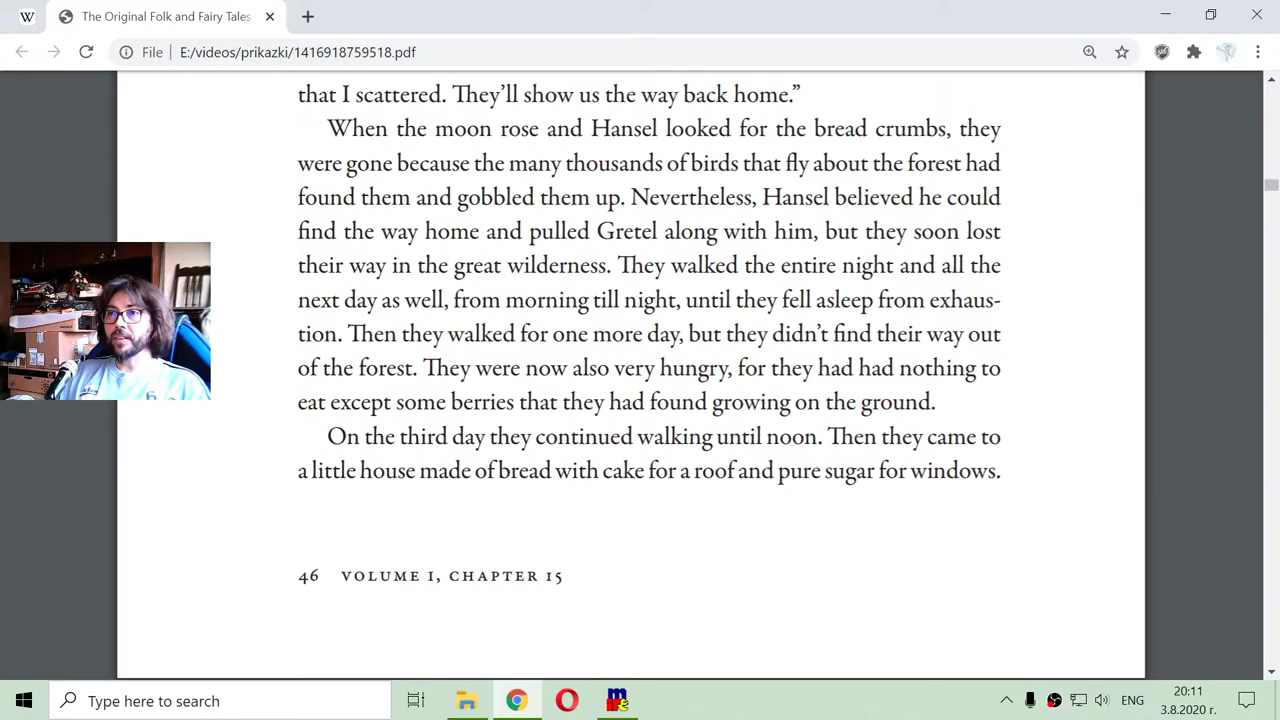 The Original Folk and Fairy Tales
File E:/videos/prikazki/1416918759518.pdf
that I scattered. They’ll show us the way back home.”
When the moon rose and Hansel looked for the bread crumbs, they
were gone because the many thousands of birds that fly about the forest had
found them and gobbled them up. Nevertheless, Hansel believed he could
find the way home and pulled Gretel along with him, but they soon lost
their way in the great wilderness. They walked the entire night and all the
next day as well, from morning till night, until they fell asleep from exhaus-
tion. Then they walked for one more day, but they didn’t find their way out
of the forest. They were now also very hungry, for they had had nothing to
eat except some berries that they had found growing on the ground.
On the third day they continued walking until noon. Then they came to
a little house made of bread with cake for a roof and pure sugar for windows.
46 VOLUME I, CHAPTER 15
Type here to search
ENG
20:11
3.8.2020 г.